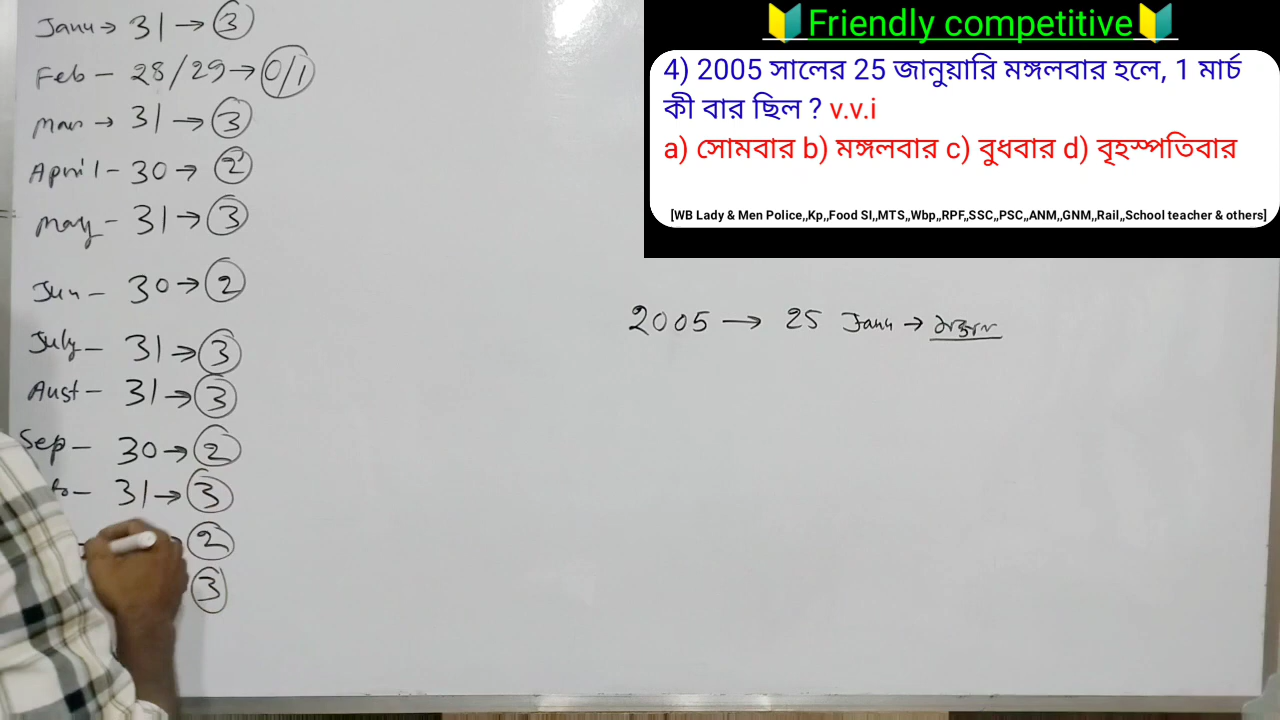 🔰Friendly competitive🔰
4) 2005 সালের 25 জানুয়ারি মঙ্গলবার হলে, 1 মার্চ
কী বার ছিল ? v.v.i
a) সোমবার b) মঙ্গলবার c) বুধবার d) বৃহস্পতিবার
[WB Lady & Men Police,,Kp,,Food SI,,MTS,,Wbp,,RPF,,SSC,,PSC,,ANM,,GNM,,Rail,,School teacher & others]
Janu → 31 → 3
Feb – 28/29 → 0/1
Mar → 31 → 3
April – 30 → 2
May – 31 → 3
Jun – 30 → 2
July – 31 → 3
Aust – 31 → 3
Sep – 30 → 2
31 → 3
2
3
2005 → 25 Janu → মঙ্গল